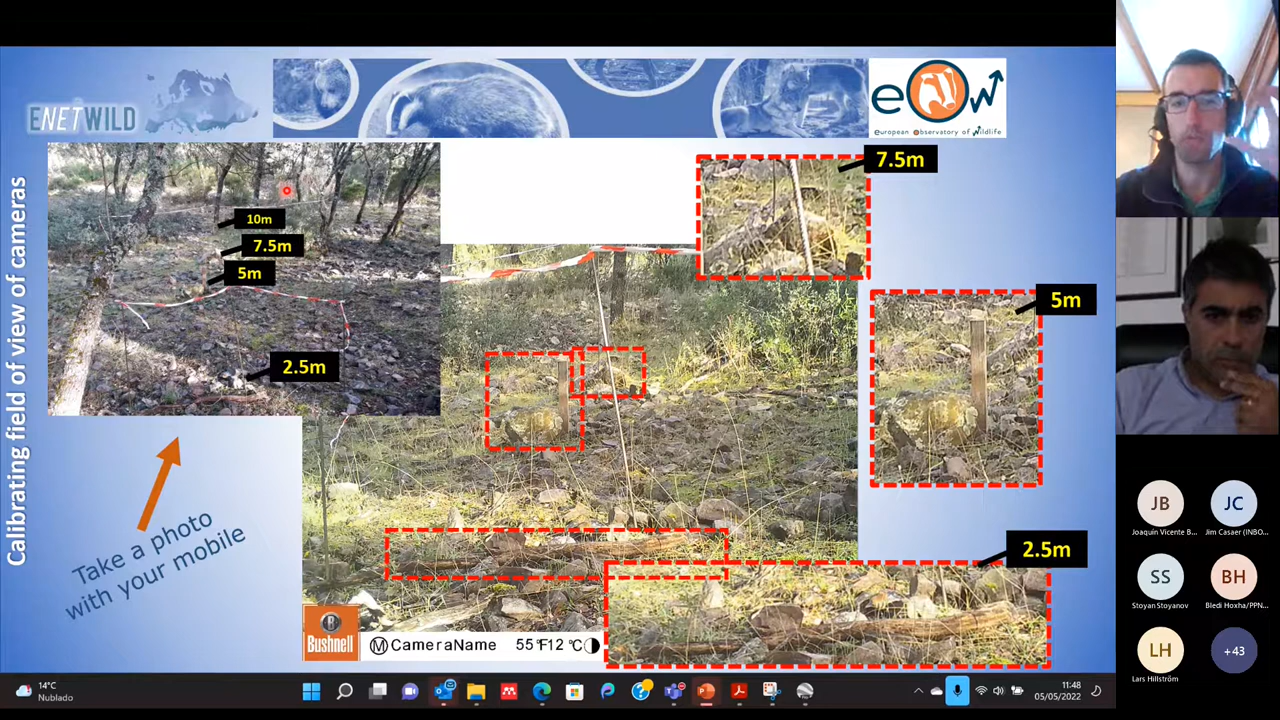 ENETWILD
eow
european observatory of wildlife
Calibrating field of view of cameras
10m
7.5m
5m
2.5m
7.5m
5m
2.5m
Take a photo
with your mobile
B
Bushnell
M CameraName 55°F12°C
JB
Joaquín Vicente B...
JC
Jim Casaer (INBO...
SS
Stoyan Stoyanov
BH
Bledi Hoxha/PPN...
LH
Lars Hillström
+43
14°C
Nublado
11:48
05/05/2022